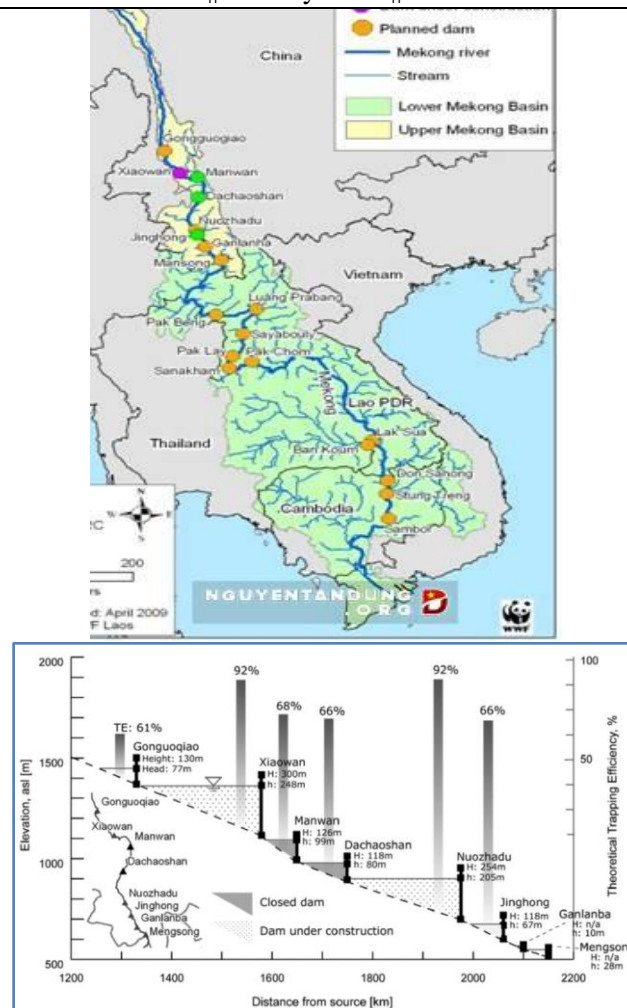 Planned dam
Mekong river
Stream
Lower Mekong Basin
Upper Mekong Basin
China
Gongguoqiao
Xiaowan
Manwan
Dachaoshan
Nuozhadu
Jinghong
Ganlanha
Mansong
Vietnam
Luang Prabang
Pak Beng
Sayabouly
Pak Lay
Pak Chom
Sanakham
Mekong
Lao PDR
Lak Sua
Thailand
Ban Koum
Don Sahong
Stung Treng
Cambodia
Sambor
N
W
E
S
200
d: April 2009
F Laos
NGUYENTANDUNG
ORG
WWF
2000
1500
1000
500
Elevation, asl [m]
100
50
Theoretical Trapping Efficiency, %
TE: 61%
92%
68%
66%
92%
66%
Gonguoqiao
Height: 130m
Head: 77m
Xiaowan
H: 300m
h: 248m
Manwan
H: 126m
h: 99m
Dachaoshan
H: 118m
h: 80m
Nuozhadu
H: 254m
h: 205m
Jinghong
H: 118m
h: 67m
Ganlanba
H: n/a
h: 10m
Mengson
H: n/a
h: 28m
Gonguoqiao
Xiaowan
Manwan
Dachaoshan
Nuozhadu
Jinghong
Ganlanba
Mengsong
Closed dam
Dam under construction
1200
1400
1600
1800
2000
2200
Distance from source [km]